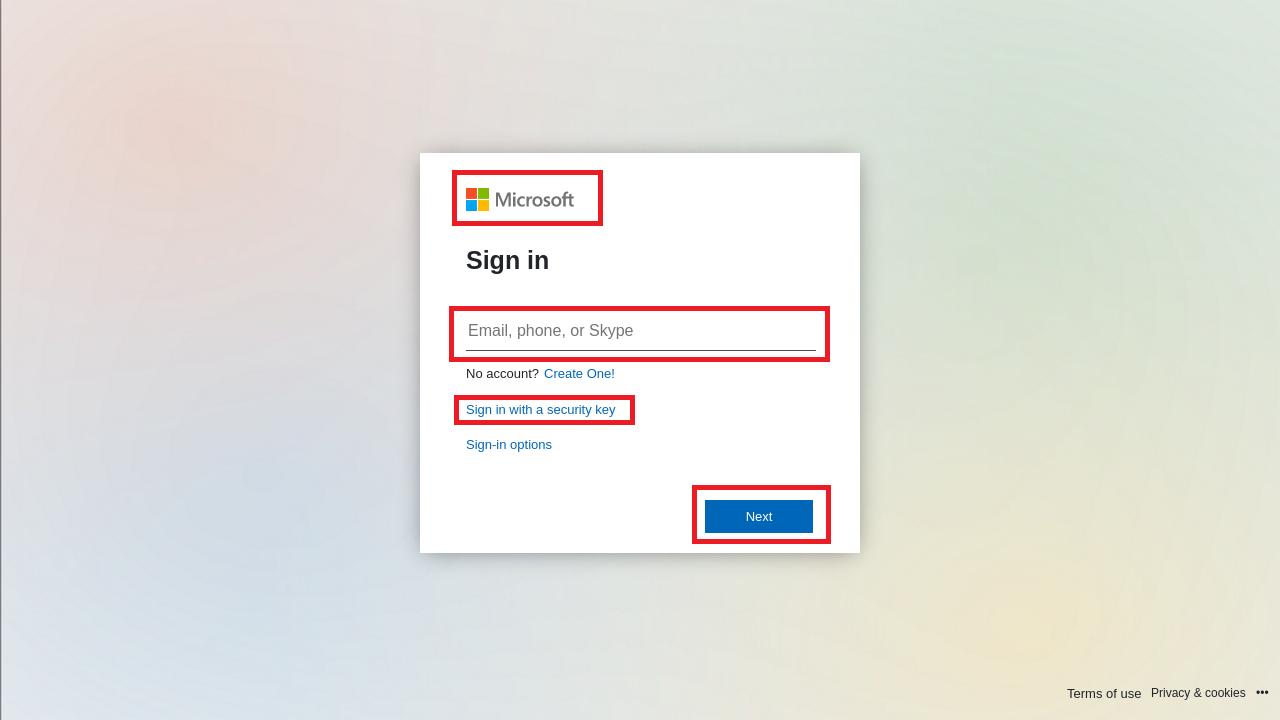 Microsoft
Sign in
Email, phone, or Skype
No account? Create One!
Sign in with a security key
Sign-in options
Next
Terms of use Privacy & cookies •••